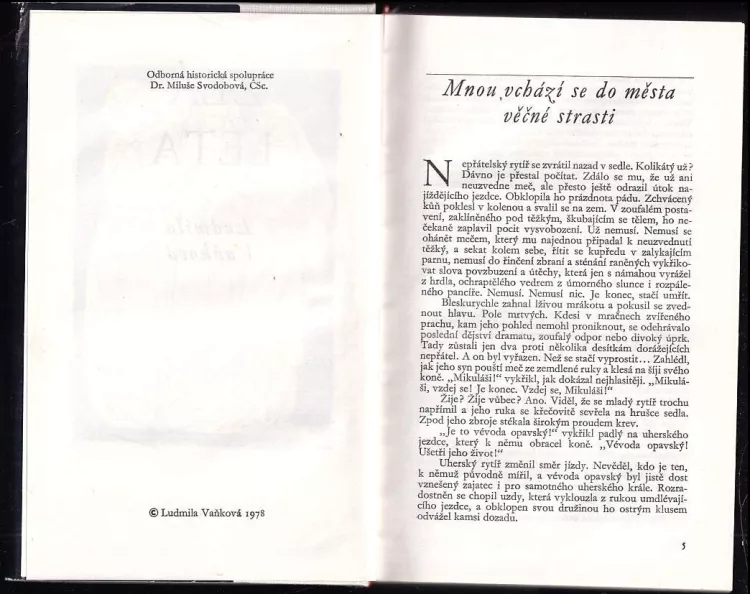 Odborná historická spolupráce
Dr. Miluše Svodobová, CSc.
© Ludmila Vaňková 1978
Mnou vchází se do města
věčné strasti
Nepřátelský rytíř se zvrátil nazad v sedle. Kolikátý už?
Dávno je přestal počítat. Zdálo se mu, že už ani
neuzvedne meč, ale přesto ještě odrazil útok na-
jíždějícího jezdce. Obklopila ho prázdnota pádu. Zchvácený
kůň poklesl v kolenou a svalil se na zem. V zoufalém posta-
vení, zaklíněného pod těžkým, škubajícím se tělem, ho ne-
čekaně zaplavil pocit vysvobození. Už nemusí. Nemusí se
ohánět mečem, který mu najednou připadal k neuzvednutí
těžký, a sekat kolem sebe, řítit se kupředu v zalykajícím
parnu, nemusí do řinčení zbraní a sténání raněných vykřiko-
vat slova povzbuzení a útěchy, která jen s námahou vyrážel
z hrdla, ochraptělého vedrem z úmorného slunce i rozpále-
ného pancíře. Nemusí. Nemusí nic. Je konec, stačí umřít.
Bleskurychle zahnal lživou mrákotu a pokusil se zved-
nout hlavu. Pole mrtvých. Kdesi v mračnech zvířeného
prachu, kam jeho pohled nemohl proniknout, se odehrávalo
poslední dějství dramatu, zoufalý odpor nebo divoký úprk.
Tady zůstali jen dva proti několika desítkám dorážejících
nepřátel. A on byl vyřazen. Než se stačí vyprostit... Zahlédl,
jak jeho syn pouští meč ze zemdlené ruky a klesá na šíji svého
koně. „Mikuláši!“ vykřikl, jak dokázal nejhlasitěji. „Mikulá-
ši, vzdej se! Je konec. Vzdej se, Mikuláši!“
Žije? Žije vůbec? Ano. Viděl, že se mladý rytíř trochu
napřímil a jeho ruka se křečovitě sevřela na hrušce sedla.
Zpod jeho zbroje stékala širokým proudem krev.
„Je to vévoda opavský!“ vykřikl padlý na uherského
jezdce, který k němu obracel koně. „Vévoda opavský!
Ušetři jeho život!“
Uherský rytíř změnil směr jízdy. Nevěděl, kdo je ten,
k němuž původně mířil, a vévoda opavský byl jistě dost
vznešený zajatec i pro samotného uherského krále. Rozra-
dostněn se chopil uzdy, která vyklouzla z rukou umdlévají-
cího jezdce, a obklopen svou družinou ho ostrým klusem
odvážel kamsi dozadu.
5